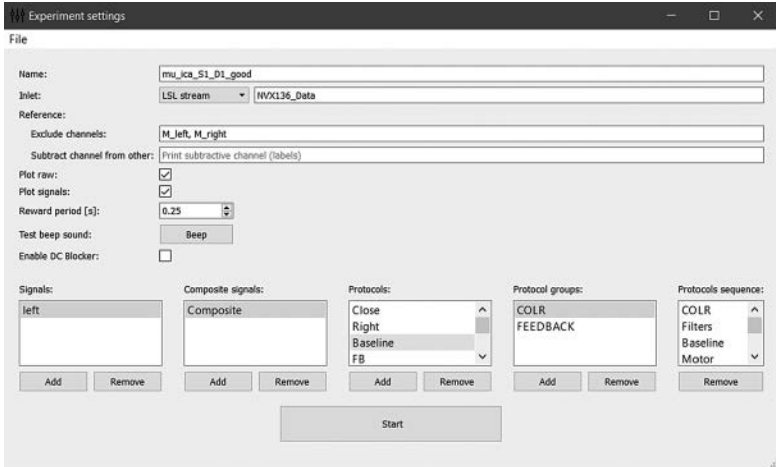 Experiment settings
File
Name: mu_ica_S1_D1_good
Inlet: LSL stream NVX136_Data
Reference:
Exclude channels: M_left, M_right
Subtract channel from other: Print subtractive channel (labels)
Plot raw:
Plot signals:
Reward period [s]: 0.25
Test beep sound: Beep
Enable DC Blocker:
Signals: Composite signals: Protocols: Protocol groups: Protocols sequence:
left Composite Close COLR COLR
Right FEEDBACK Filters
Baseline Baseline
FB Motor
Add Remove Add Remove Add Remove Add Remove Remove
Start